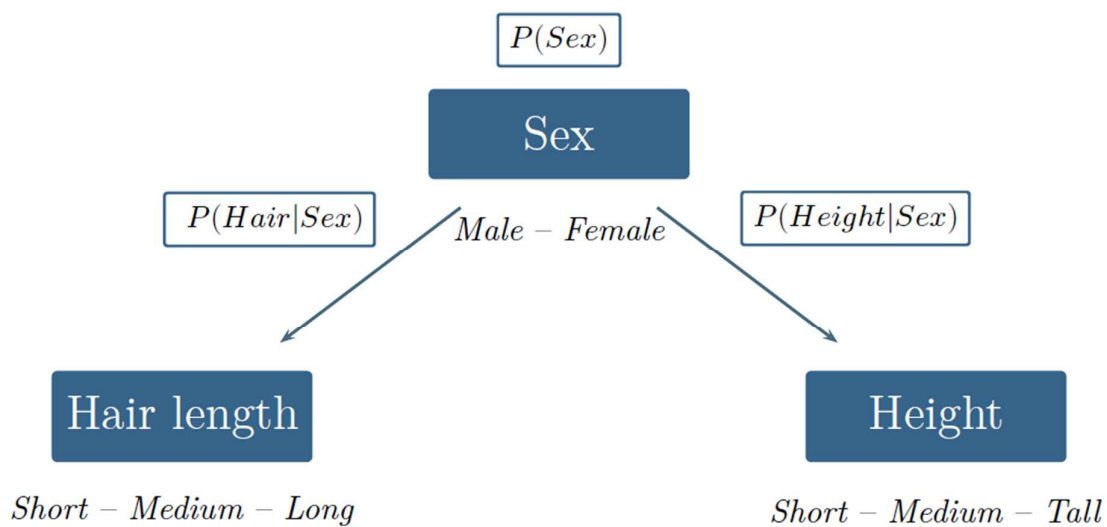 P(Sex)
Sex
P(Hair|Sex)
Male – Female
P(Height|Sex)
Hair length
Height
Short – Medium – Long
Short – Medium – Tall